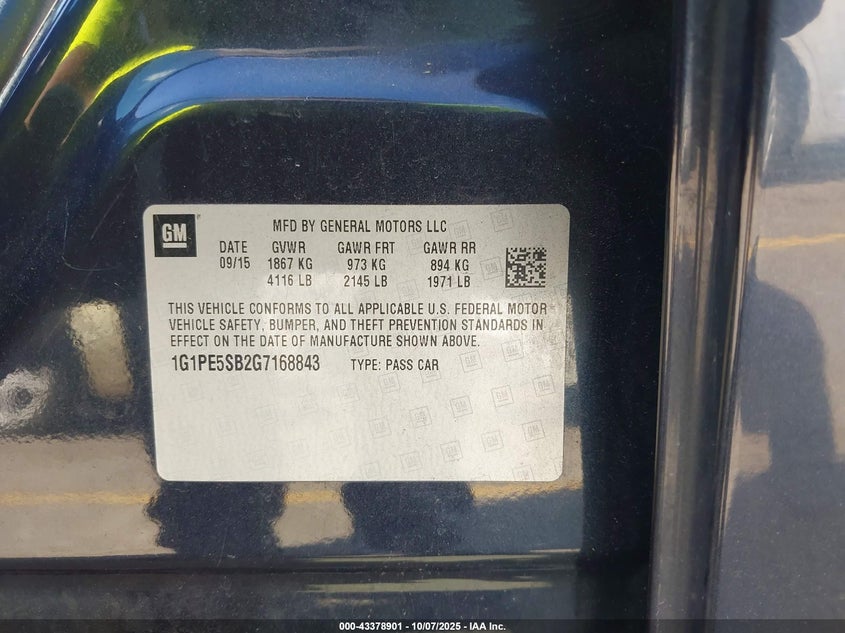 GM
MFD BY GENERAL MOTORS LLC
DATE GVWR GAWR FRT GAWR RR
09/15 1867 KG 973 KG 894 KG
4116 LB 2145 LB 1971 LB
THIS VEHICLE CONFORMS TO ALL APPLICABLE U.S. FEDERAL MOTOR
VEHICLE SAFETY, BUMPER, AND THEFT PREVENTION STANDARDS IN
EFFECT ON THE DATE OF MANUFACTURE SHOWN ABOVE.
1G1PE5SB2G7168843 TYPE: PASS CAR
000-43378901 - 10/07/2025 - IAA Inc.